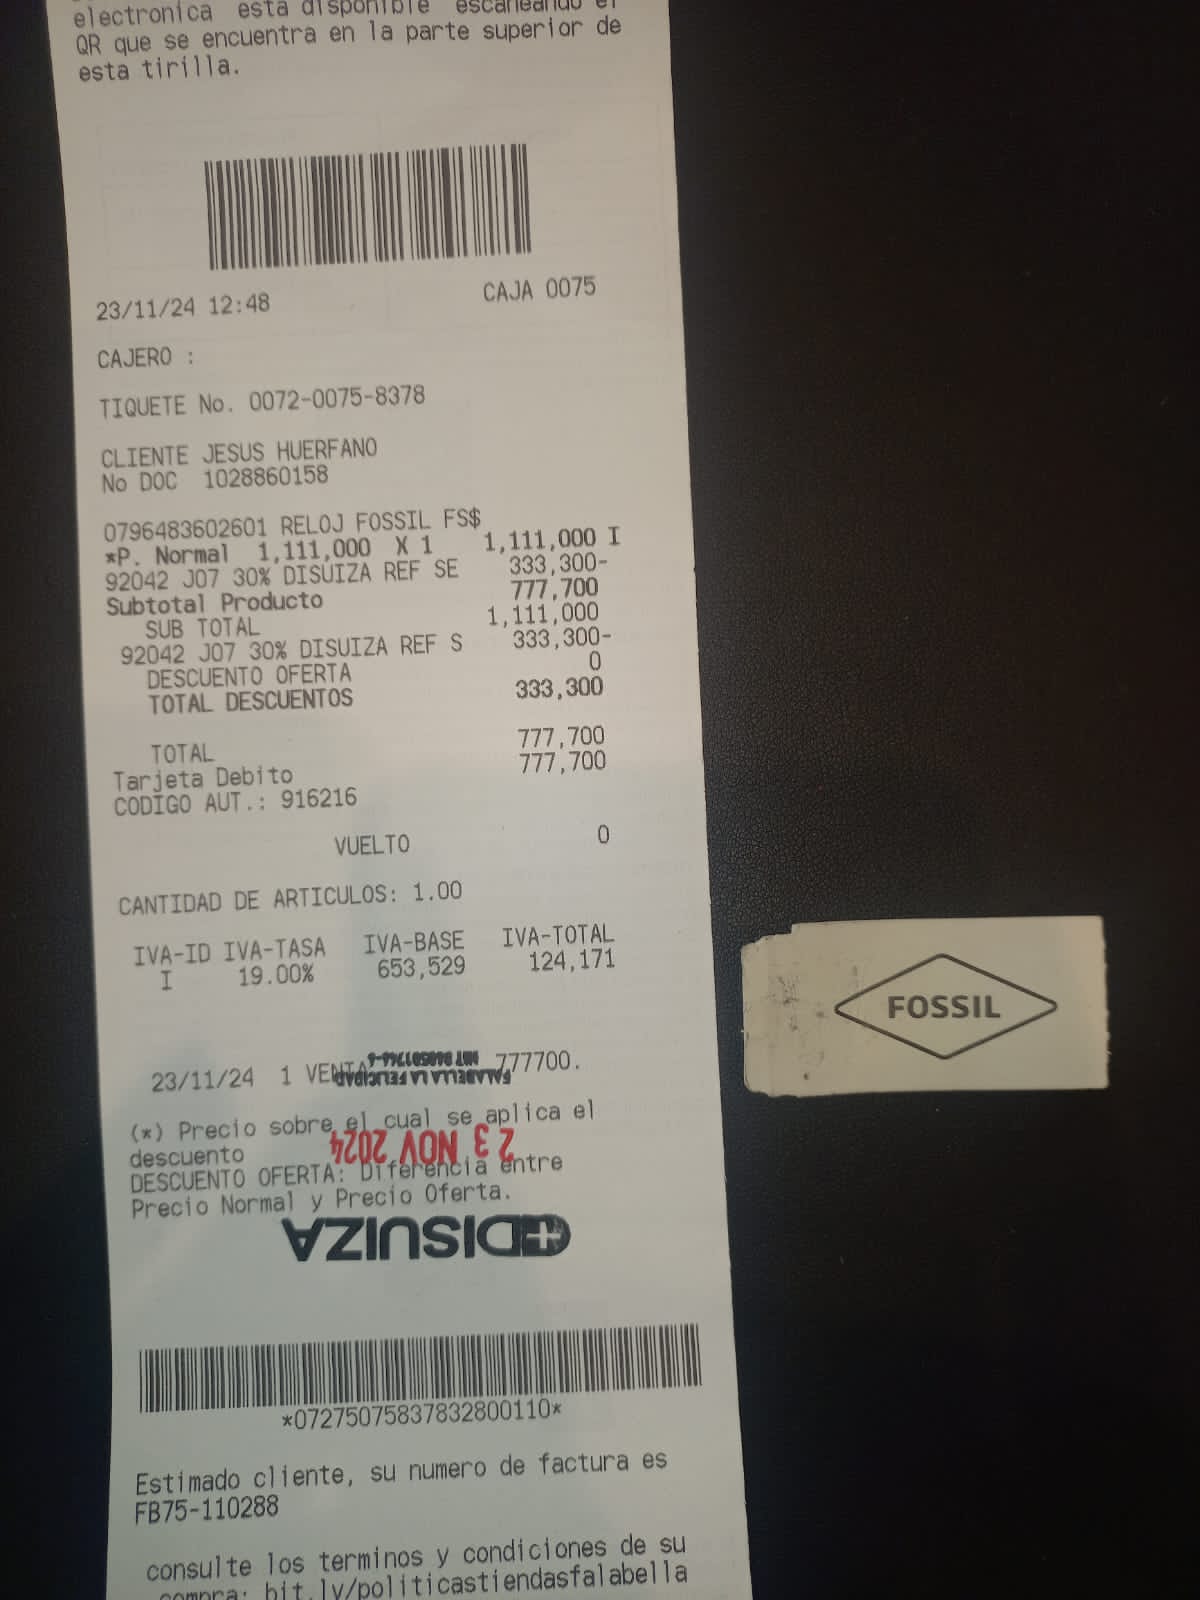 electronica esta disponible escaneando el
QR que se encuentra en la parte superior de
esta tirilla.
23/11/24 12:48 CAJA 0075
CAJERO :
TIQUETE No. 0072-0075-8378
CLIENTE JESUS HUERFANO
No DOC 1028860158
0796483602601 RELOJ FOSSIL FS$
*P. Normal 1,111,000 X 1 1,111,000 I
92042 J07 30% DISUIZA REF SE 333,300-
Subtotal Producto 777,700
SUB TOTAL 1,111,000
92042 J07 30% DISUIZA REF S 333,300-
DESCUENTO OFERTA 0
TOTAL DESCUENTOS 333,300
TOTAL 777,700
Tarjeta Debito 777,700
CODIGO AUT.: 916216
VUELTO 0
CANTIDAD DE ARTICULOS: 1.00
IVA-ID IVA-TASA IVA-BASE IVA-TOTAL
I 19.00% 653,529 124,171
FOSSIL
23/11/24 1 VENTA 777700.
FALABELLA LA FELICIDAD
(*) Precio sobre el cual se aplica el
descuento
23 NOV 2024
DESCUENTO OFERTA: Diferencia entre
Precio Normal y Precio Oferta.
DISUIZA
*07275075837832800110*
Estimado cliente, su numero de factura es
FB75-110288
consulte los terminos y condiciones de su
compra: bit.ly/politicastiendasfalabella